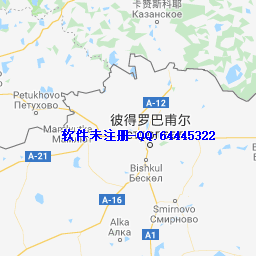 卡赞斯科耶
Казанское
Petukhovo
Петухово
A-12
彼得罗巴甫尔
软件未注册 QQ 64445322
A-21
Bishkul
Бескөл
A-16
Smirnovo
Смирново
Alka
Алка
A1